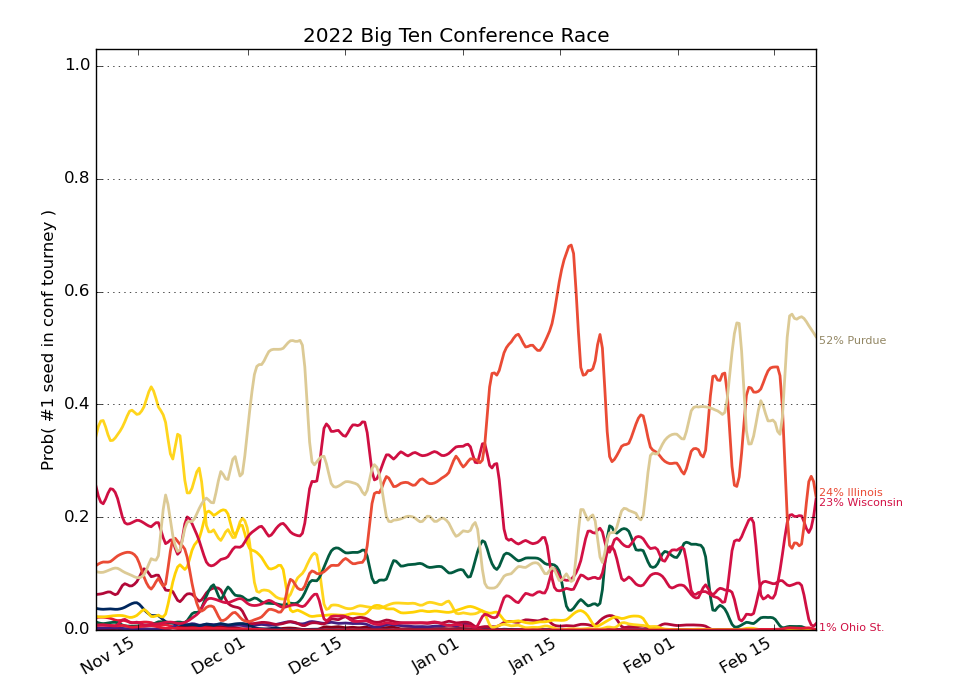 2022 Big Ten Conference Race
Prob( #1 seed in conf tourney )
1.0
0.8
0.6
0.4
0.2
0.0
52% Purdue
24% Illinois
23% Wisconsin
1% Ohio St.
Nov 15
Dec 01
Dec 15
Jan 01
Jan 15
Feb 01
Feb 15